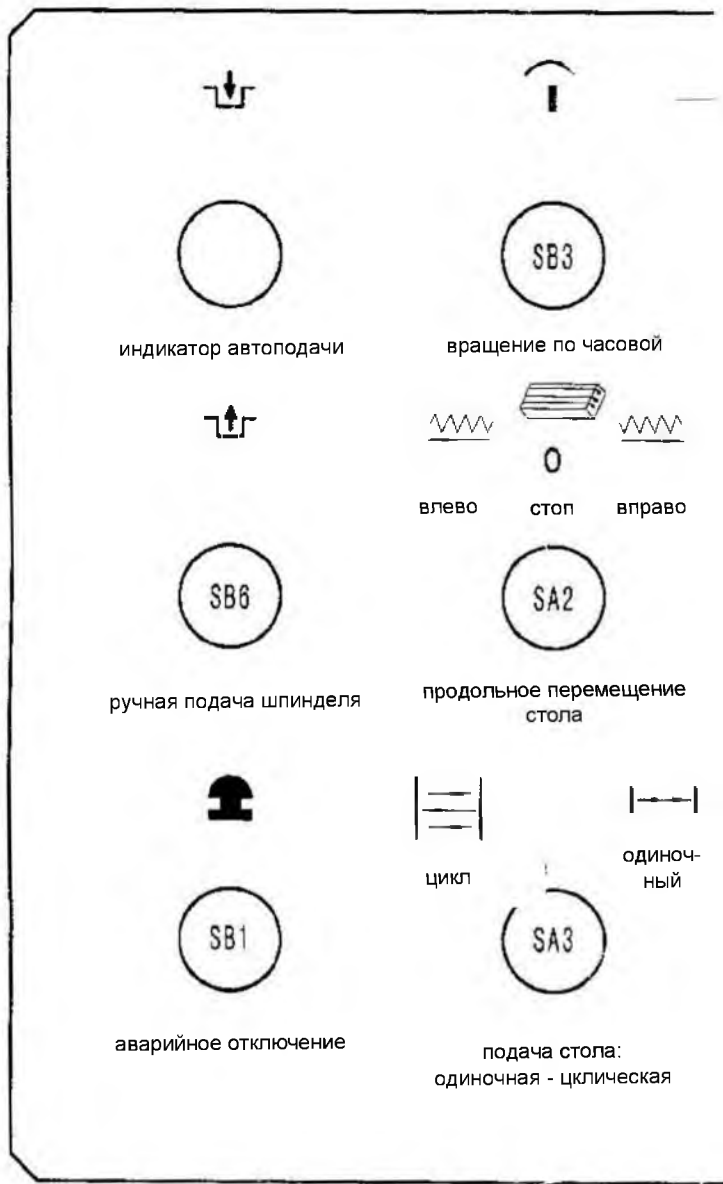 SB3
индикатор автоподачи
вращение по часовой
0
влево стоп вправо
SB6
SA2
ручная подача шпинделя
продольное перемещение
стола
цикл
одиноч-
ный
SB1
SA3
аварийное отключение
подача стола:
одиночная - цклическая